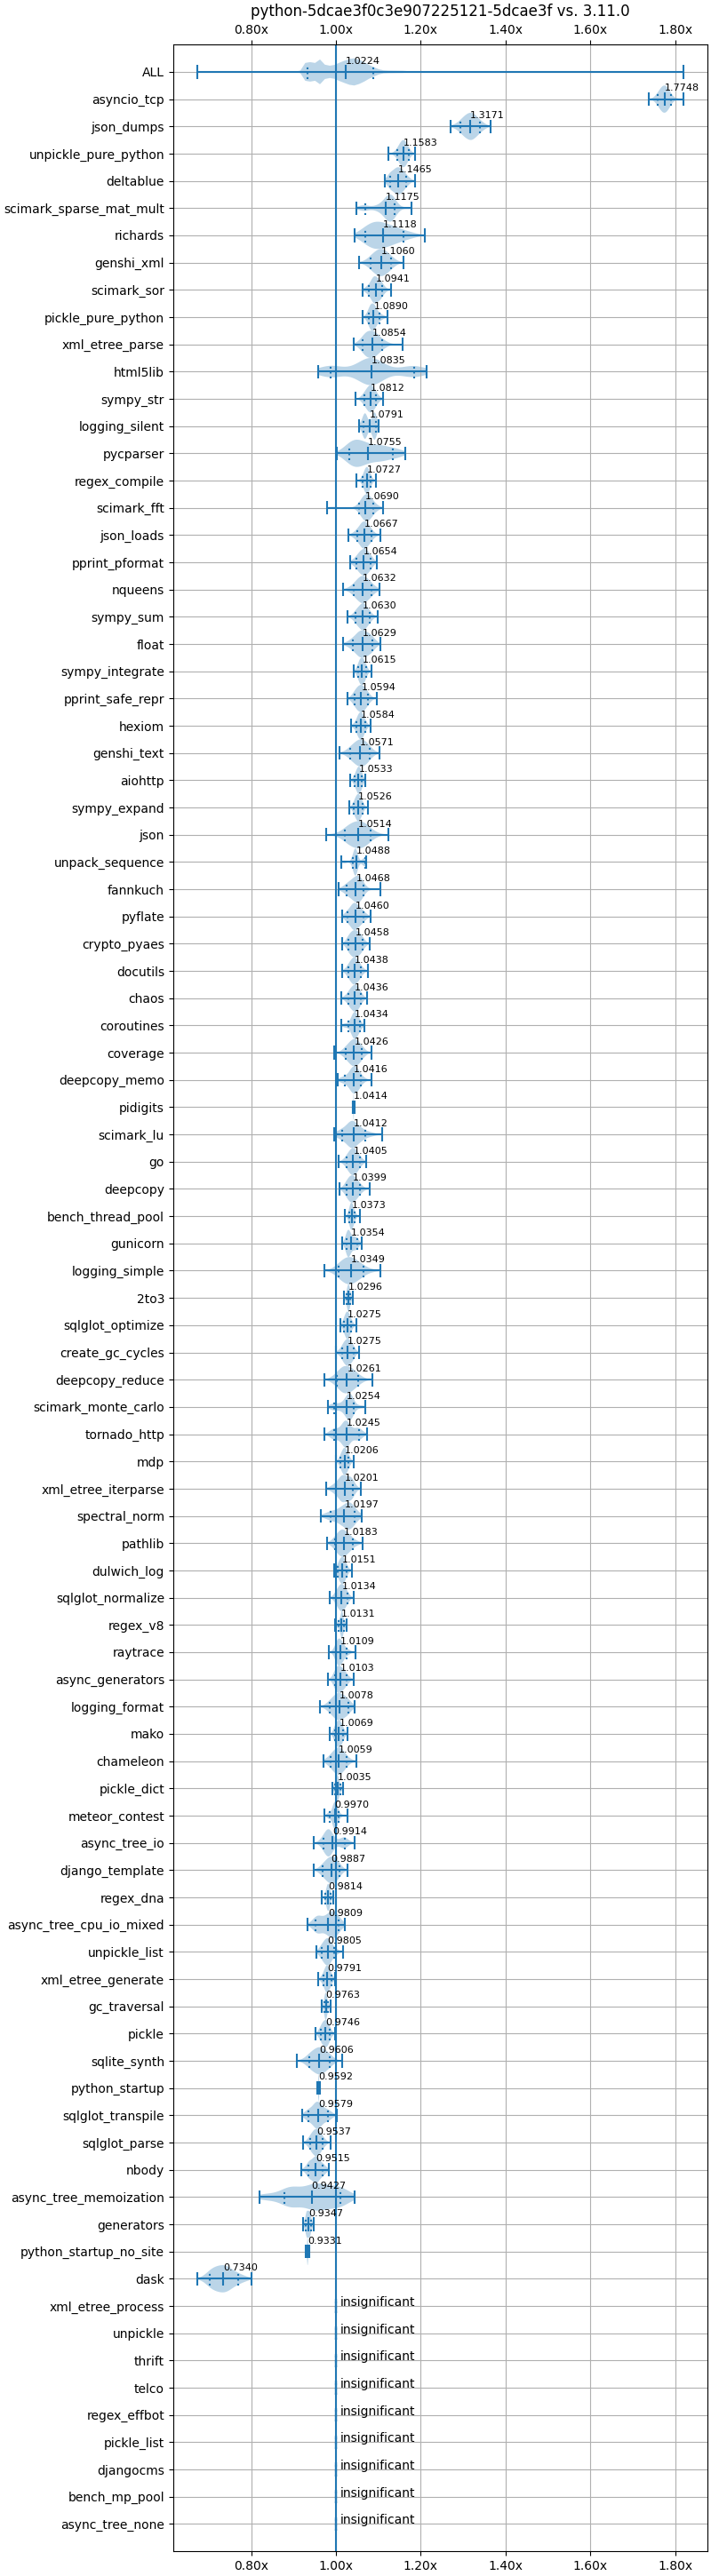 python-5dcae3f0c3e907225121-5dcae3f vs. 3.11.0
0.80x 1.00x 1.20x 1.40x 1.60x 1.80x
ALL 1.0224
asyncio_tcp 1.7748
json_dumps 1.3171
unpickle_pure_python 1.1583
deltablue 1.1465
scimark_sparse_mat_mult 1.1175
richards 1.1118
genshi_xml 1.1060
scimark_sor 1.0941
pickle_pure_python 1.0890
xml_etree_parse 1.0854
html5lib 1.0835
sympy_str 1.0812
logging_silent 1.0791
pycparser 1.0755
regex_compile 1.0727
scimark_fft 1.0690
json_loads 1.0667
pprint_pformat 1.0654
nqueens 1.0632
sympy_sum 1.0630
float 1.0629
sympy_integrate 1.0615
pprint_safe_repr 1.0594
hexiom 1.0584
genshi_text 1.0571
aiohttp 1.0533
sympy_expand 1.0526
json 1.0514
unpack_sequence 1.0488
fannkuch 1.0468
pyflate 1.0460
crypto_pyaes 1.0458
docutils 1.0438
chaos 1.0436
coroutines 1.0434
coverage 1.0426
deepcopy_memo 1.0416
pidigits 1.0414
scimark_lu 1.0412
go 1.0405
deepcopy 1.0399
bench_thread_pool 1.0373
gunicorn 1.0354
logging_simple 1.0349
2to3 1.0296
sqlglot_optimize 1.0275
create_gc_cycles 1.0275
deepcopy_reduce 1.0261
scimark_monte_carlo 1.0254
tornado_http 1.0245
mdp 1.0206
xml_etree_iterparse 1.0201
spectral_norm 1.0197
pathlib 1.0183
dulwich_log 1.0151
sqlglot_normalize 1.0134
regex_v8 1.0131
raytrace 1.0109
async_generators 1.0103
logging_format 1.0078
mako 1.0069
chameleon 1.0059
pickle_dict 1.0035
meteor_contest 0.9970
async_tree_io 0.9914
django_template 0.9887
regex_dna 0.9814
async_tree_cpu_io_mixed 0.9809
unpickle_list 0.9805
xml_etree_generate 0.9791
gc_traversal 0.9763
pickle 0.9746
sqlite_synth 0.9606
python_startup 0.9592
sqlglot_transpile 0.9579
sqlglot_parse 0.9537
nbody 0.9515
async_tree_memoization 0.9427
generators 0.9347
python_startup_no_site 0.9331
dask 0.7340
xml_etree_process insignificant
unpickle insignificant
thrift insignificant
telco insignificant
regex_effbot insignificant
pickle_list insignificant
djangocms insignificant
bench_mp_pool insignificant
async_tree_none insignificant
0.80x 1.00x 1.20x 1.40x 1.60x 1.80x